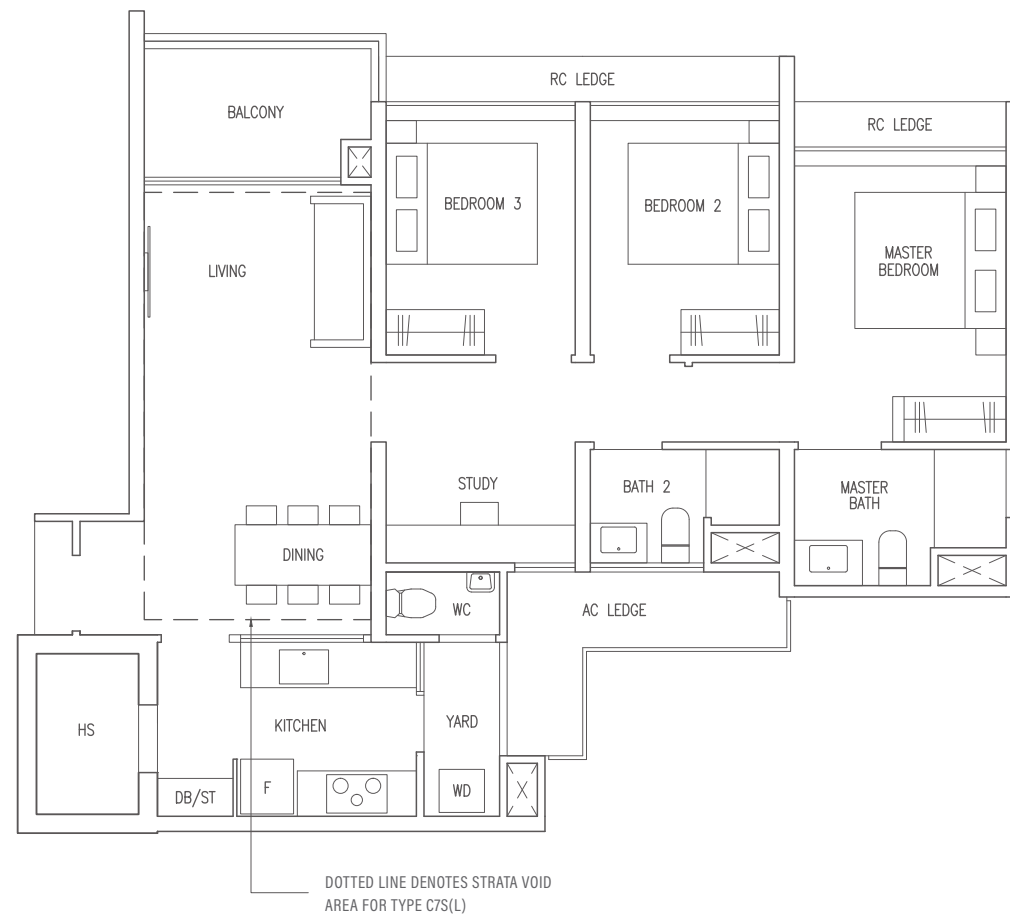 RC LEDGE
BALCONY
RC LEDGE
BEDROOM 3
BEDROOM 2
MASTER
BEDROOM
LIVING
STUDY
BATH 2
MASTER
BATH
DINING
WC
AC LEDGE
HS
KITCHEN
YARD
DB/ST
F
WD
DOTTED LINE DENOTES STRATA VOID
AREA FOR TYPE C7S(L)